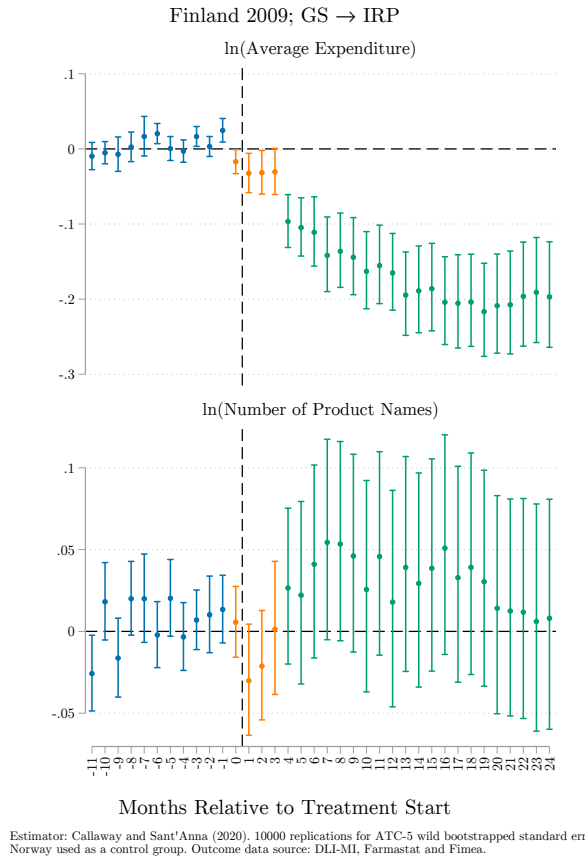 Finland 2009; GS → IRP
ln(Average Expenditure)
.1
0
-.1
-.2
-.3
ln(Number of Product Names)
.1
.05
0
-.05
-11 -10 -9 -8 -7 -6 -5 -4 -3 -2 -1 0 1 2 3 4 5 6 7 8 9 10 11 12 13 14 15 16 17 18 19 20 21 22 23 24
Months Relative to Treatment Start
Estimator: Callaway and Sant'Anna (2020). 10000 replications for ATC-5 wild bootstrapped standard
Norway used as a control group. Outcome data source: DLI-MI, Farmastat and Fimea.